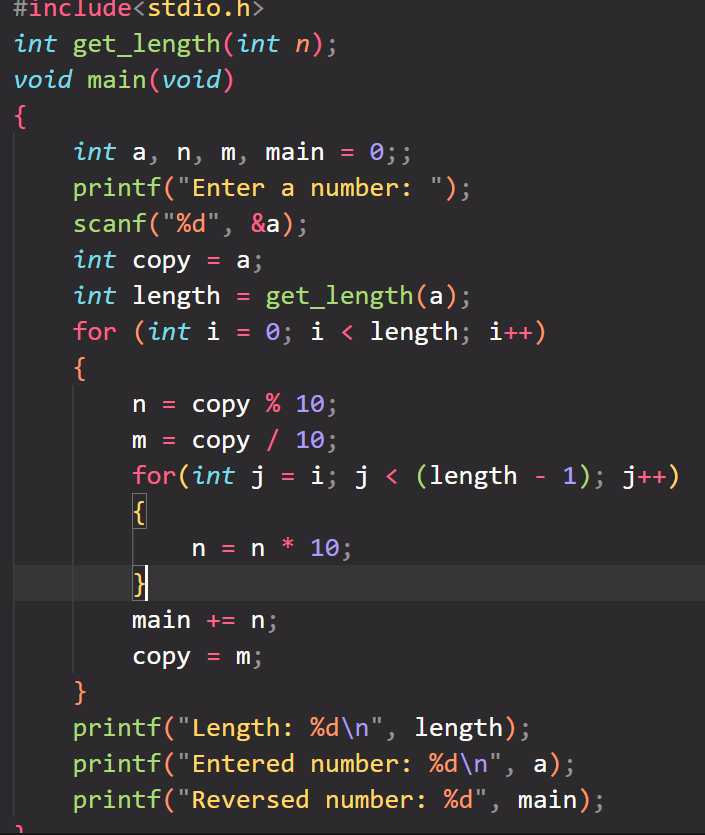 #include<stdio.h>
int get_length(int n);
void main(void)
{
    int a, n, m, main = 0;;
    printf("Enter a number: ");
    scanf("%d", &a);
    int copy = a;
    int length = get_length(a);
    for (int i = 0; i < length; i++)
    {
        n = copy % 10;
        m = copy / 10;
        for(int j = i; j < (length - 1); j++)
        {
            n = n * 10;
        }
        main += n;
        copy = m;
    }
    printf("Length: %d\n", length);
    printf("Entered number: %d\n", a);
    printf("Reversed number: %d", main);
}